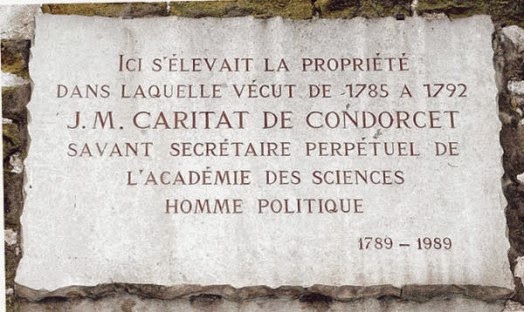 ICI S'ÉLEVAIT LA PROPRIÉTÉ
DANS LAQUELLE VÉCUT DE 1785 A 1792
J. M. CARITAT DE CONDORCET
SAVANT SECRÉTAIRE PERPÉTUEL DE
L'ACADÉMIE DES SCIENCES
HOMME POLITIQUE
1789 - 1989